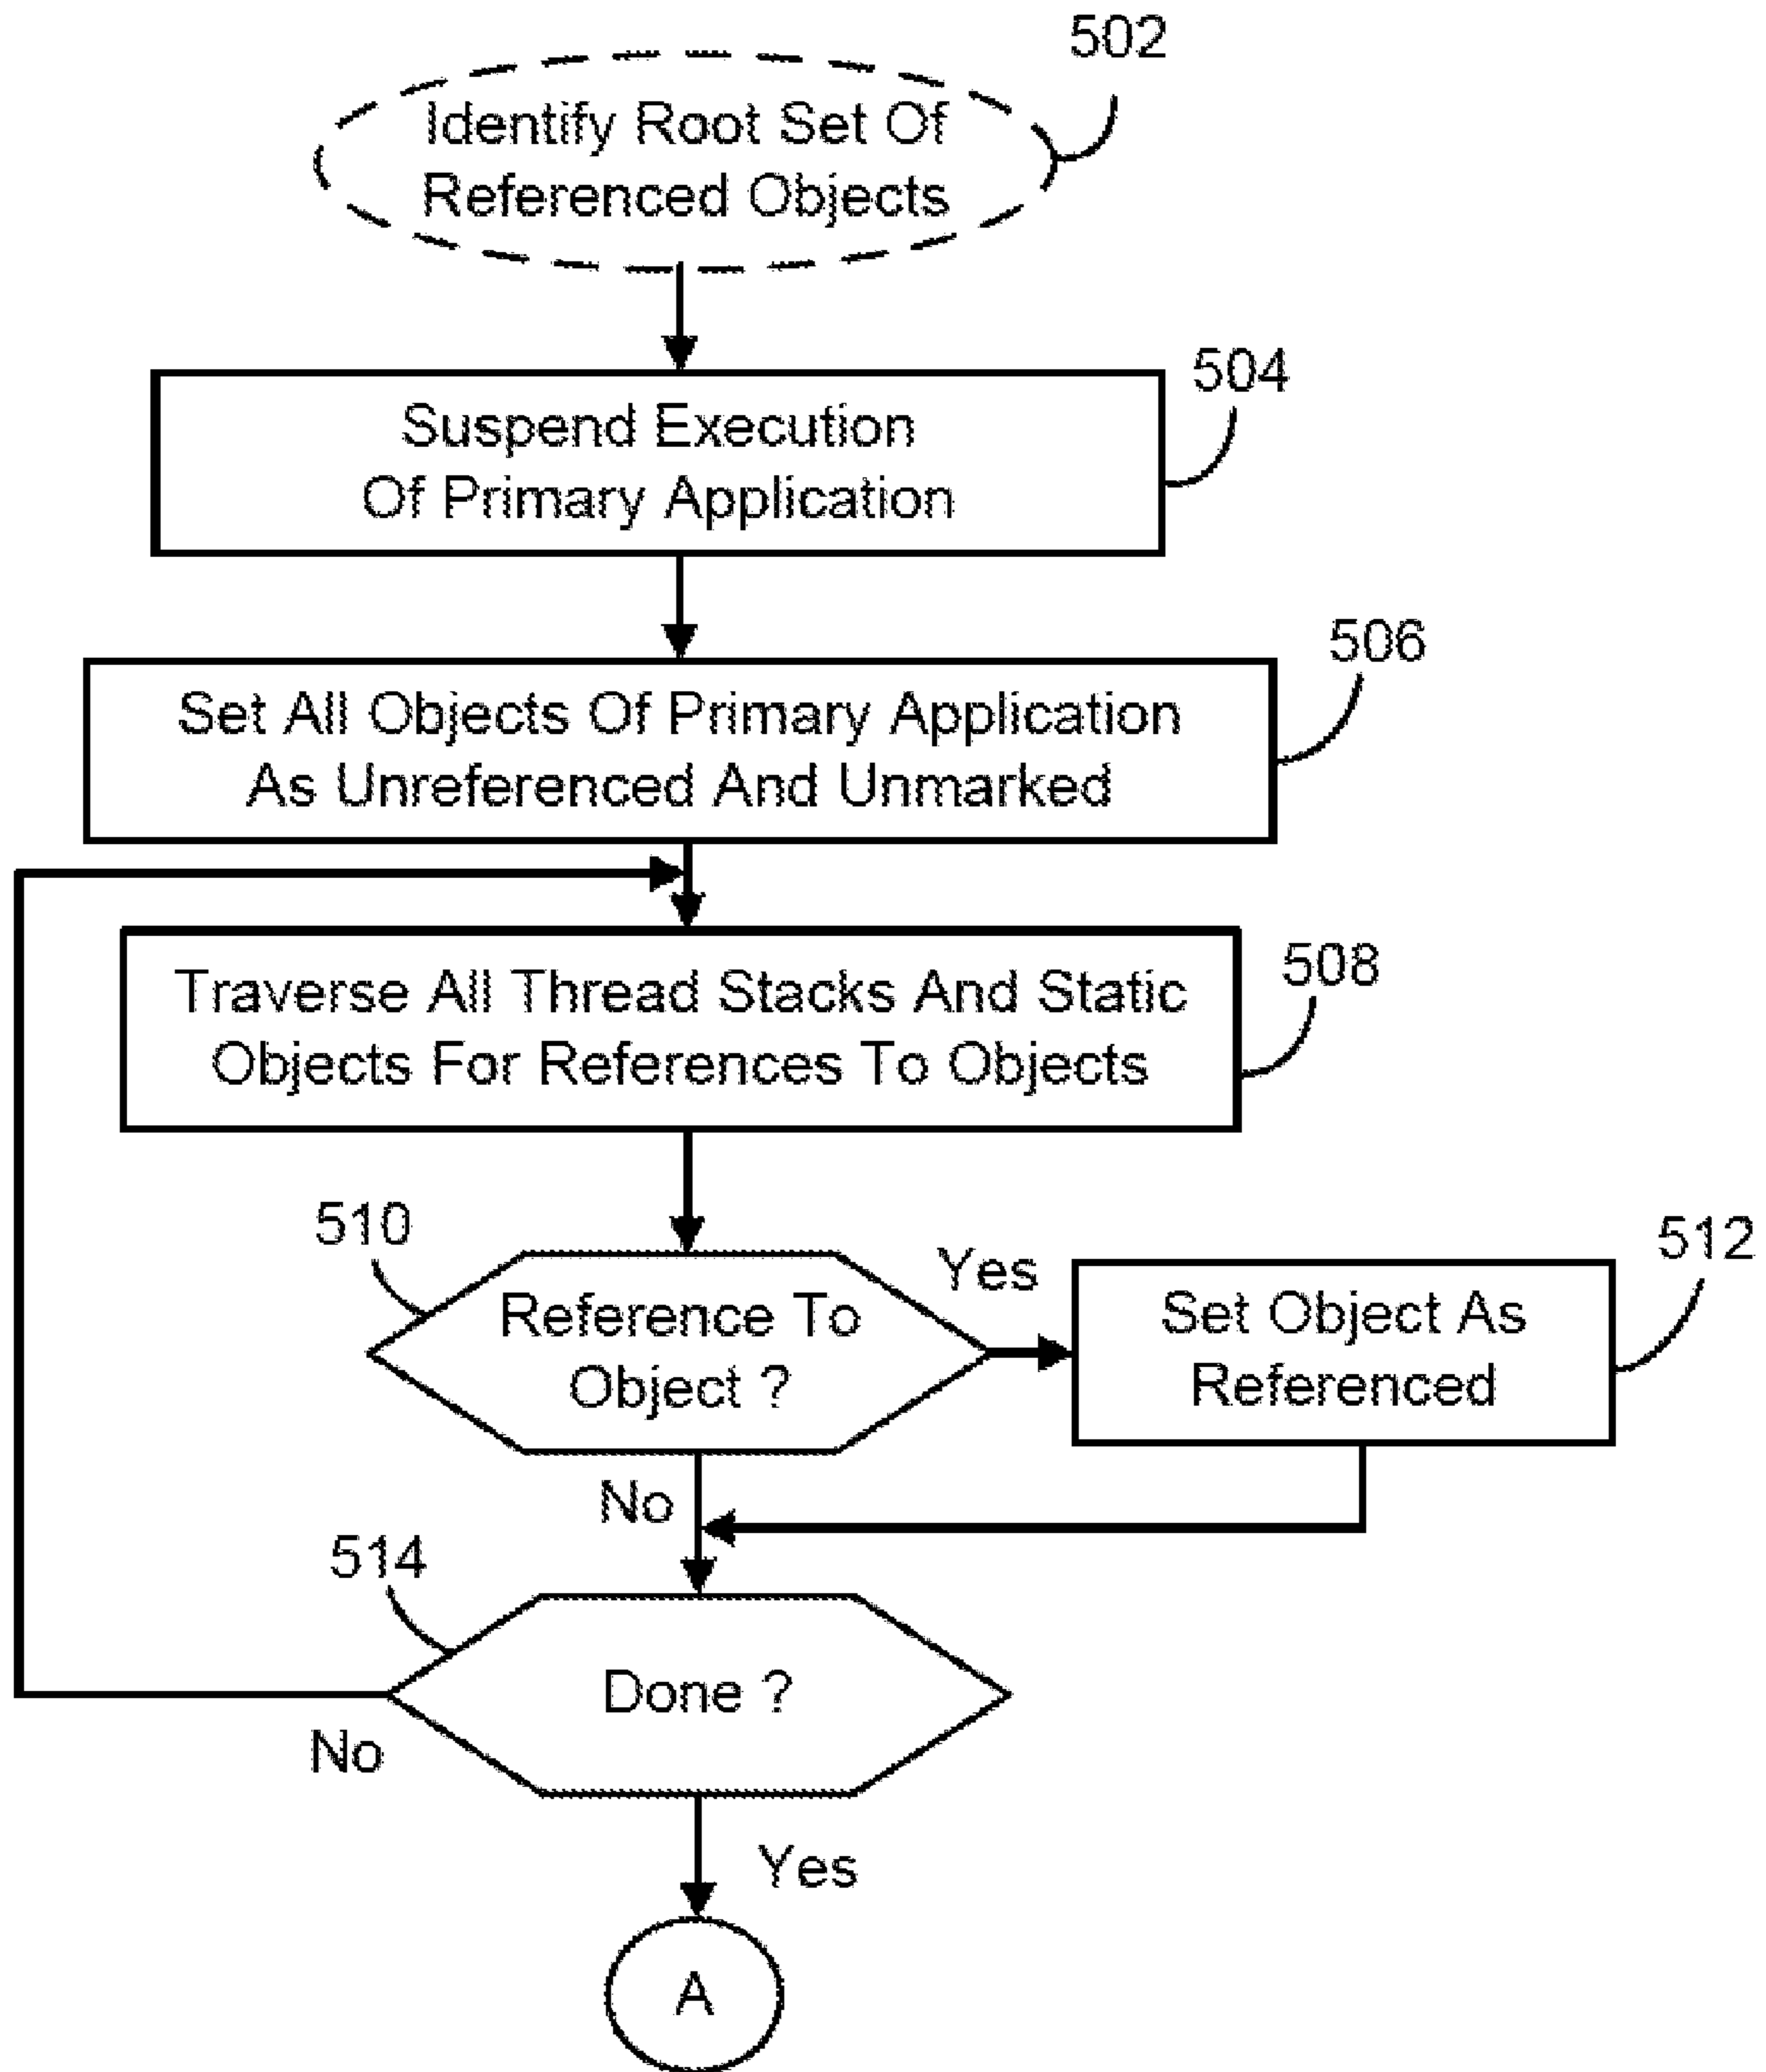 502
Identify Root Set Of
Referenced Objects
504
Suspend Execution
Of Primary Application
506
Set All Objects Of Primary Application
As Unreferenced And Unmarked
508
Traverse All Thread Stacks And Static
Objects For References To Objects
510
Reference To
Object ?
Yes
512
Set Object As
Referenced
No
514
Done ?
No
Yes
A